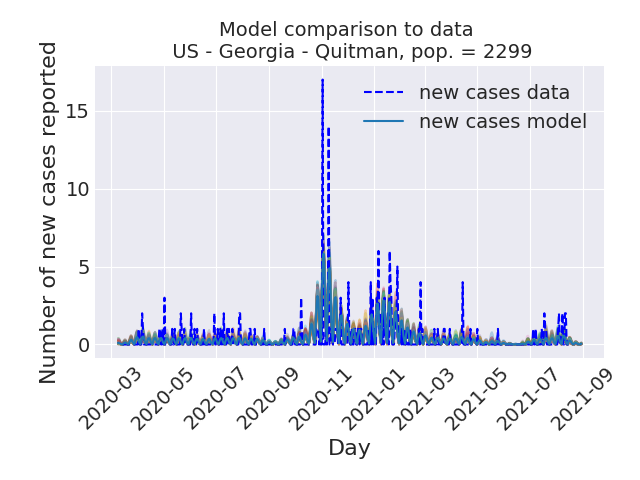 Model comparison to data
US - Georgia - Quitman, pop. = 2299
new cases data
new cases model
Number of new cases reported
15
10
5
0
2020-03
2020-05
2020-07
2020-09
2020-11
2021-01
2021-03
2021-05
2021-07
2021-09
Day